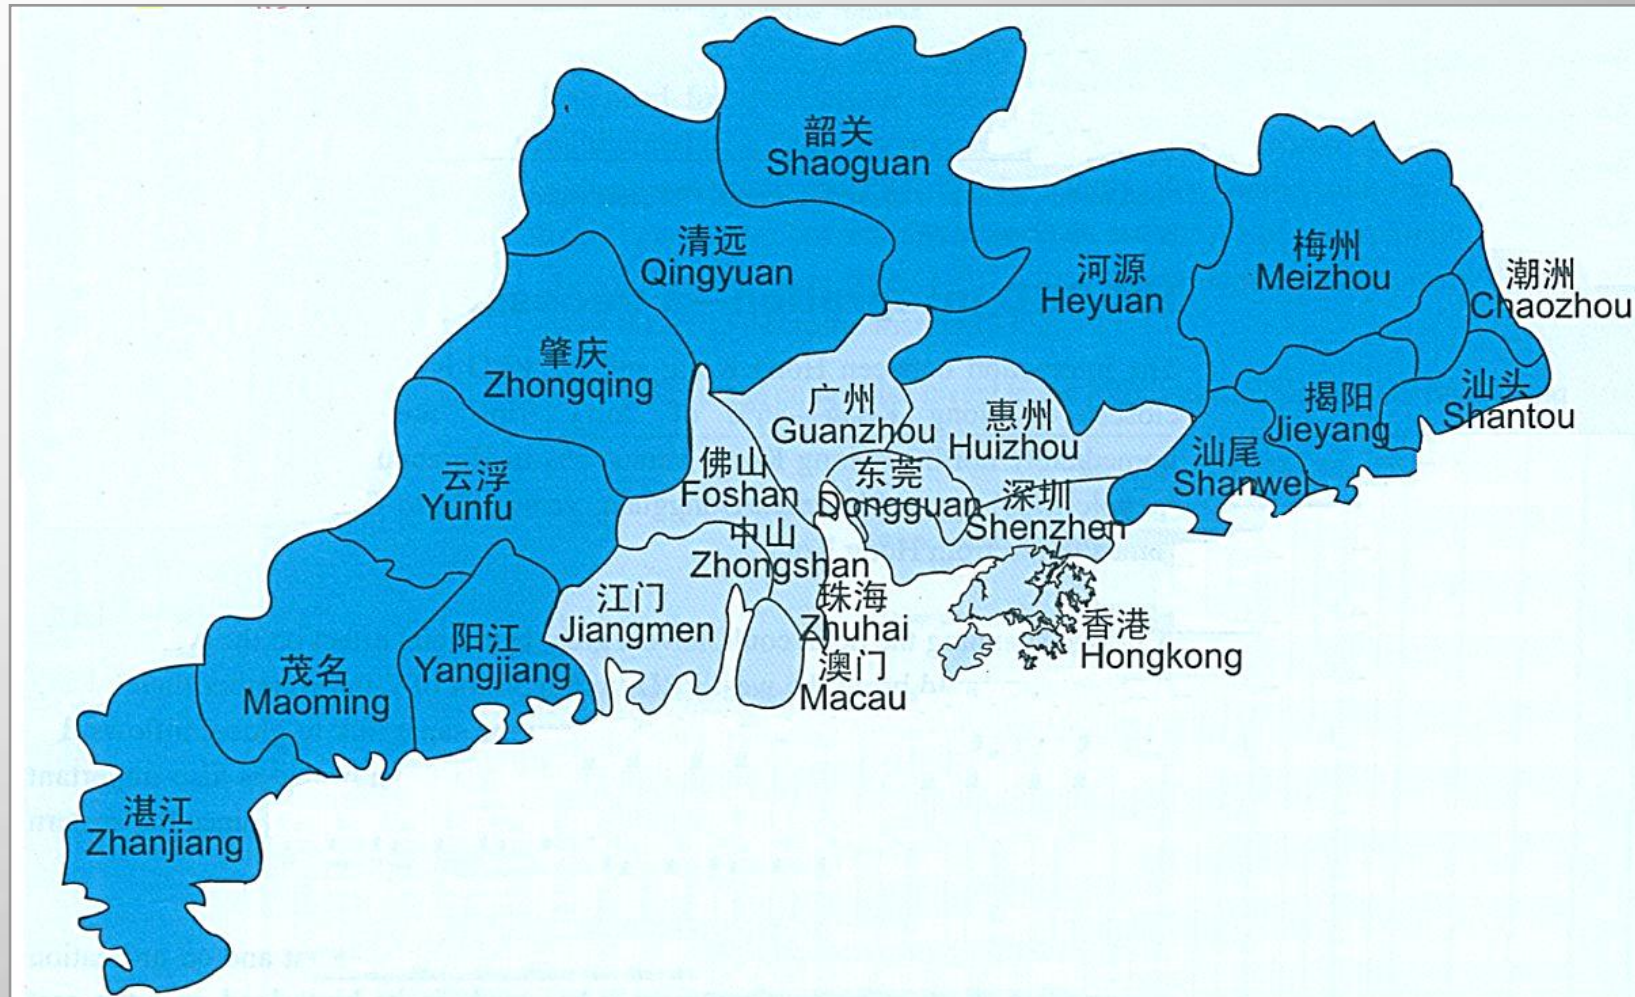 韶关
Shaoguan
清远
Qingyuan
梅州
Meizhou
河源
Heyuan
潮洲
Chaozhou
肇庆
Zhongqing
广州
Guanzhou
惠州
Huizhou
揭阳
Jieyang
汕头
Shantou
云浮
Yunfu
佛山
Foshan
东莞
Dongguan
深圳
Shenzhen
汕尾
Shanwei
中山
Zhongshan
江门
Jiangmen
珠海
Zhuhai
香港
Hongkong
阳江
Yangjiang
澳门
Macau
茂名
Maoming
湛江
Zhanjiang